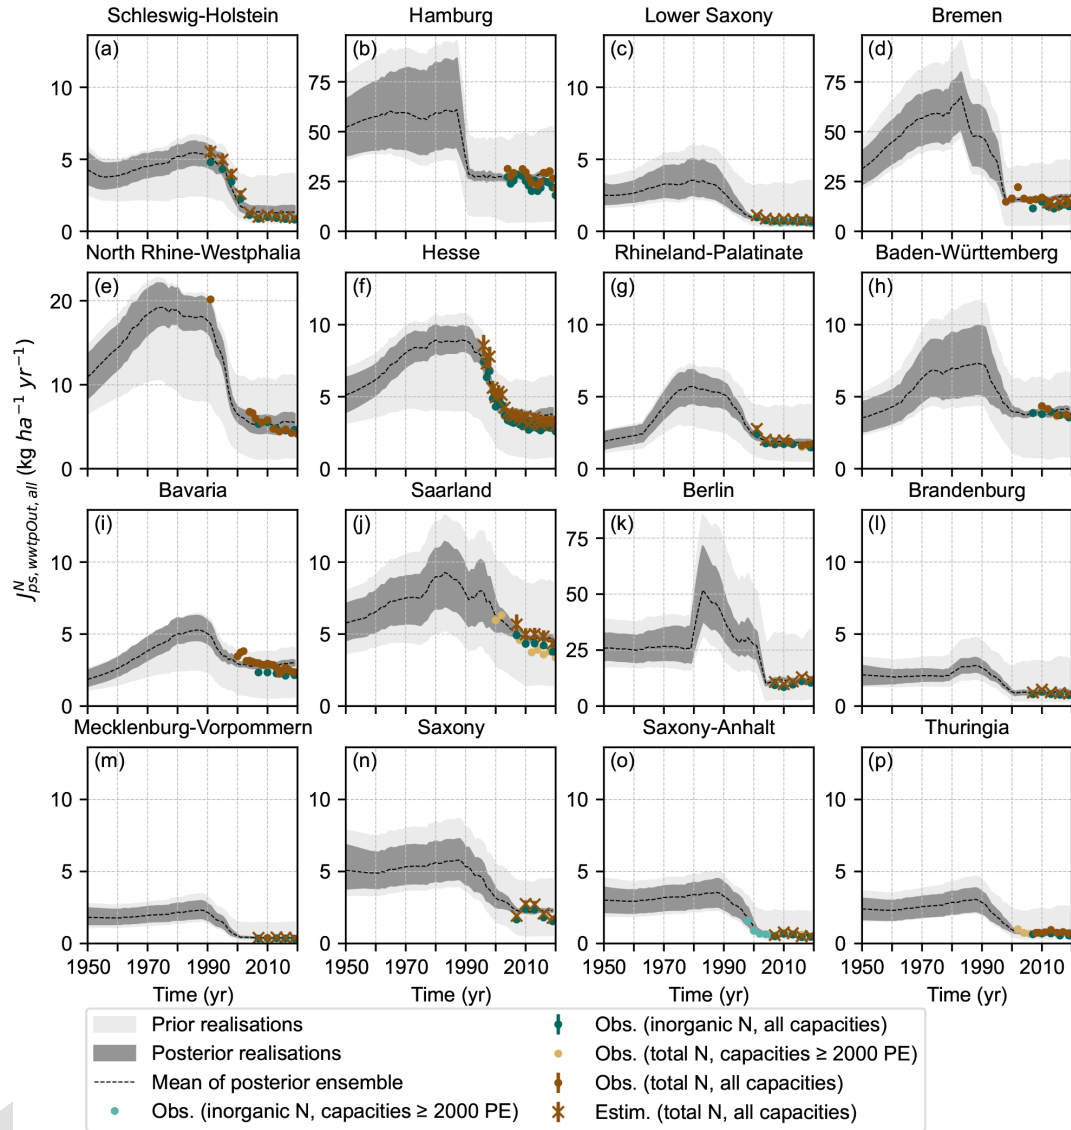 Schleswig-Holstein Hamburg Lower Saxony Bremen
(a) (b) (c) (d)
10 75 10 75
50 50
5 5
25 25
0 0 0 0
North Rhine-Westphalia Hesse Rhineland-Palatinate Baden-Württemberg
(e) (f) (g) (h)
20
10 10 10
10
5 5 5
0 0 0 0
J^N_{ps, wwtpOut, all} (kg ha⁻¹ yr⁻¹)
Bavaria Saarland Berlin Brandenburg
(i) (j) (k) (l)
75
10 10 10
50
5 5 5
25
0 0 0 0
Mecklenburg-Vorpommern Saxony Saxony-Anhalt Thuringia
(m) (n) (o) (p)
10 10 10 10
5 5 5 5
0 0 0 0
1950 1970 1990 2010 1950 1970 1990 2010 1950 1970 1990 2010 1950 1970 1990 2010
Time (yr) Time (yr) Time (yr) Time (yr)
Prior realisations
Posterior realisations
Mean of posterior ensemble
Obs. (inorganic N, capacities ≥ 2000 PE)
Obs. (inorganic N, all capacities)
Obs. (total N, capacities ≥ 2000 PE)
Obs. (total N, all capacities)
Estim. (total N, all capacities)